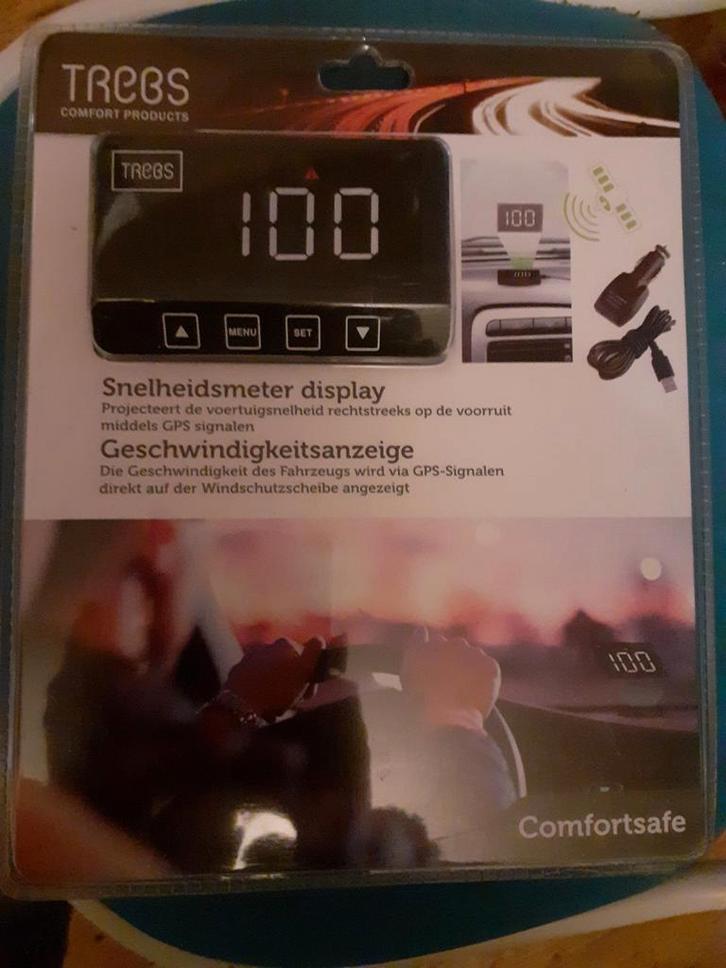 TREBS
COMFORT PRODUCTS
TREBS
100
▲ MENU SET ▼
100
Snelheidsmeter display
Projecteert de voertuigsnelheid rechtstreeks op de voorruit
middels GPS signalen
Geschwindigkeitsanzeige
Die Geschwindigkeit des Fahrzeugs wird via GPS-Signalen
direkt auf der Windschutzscheibe angezeigt
100
Comfortsafe